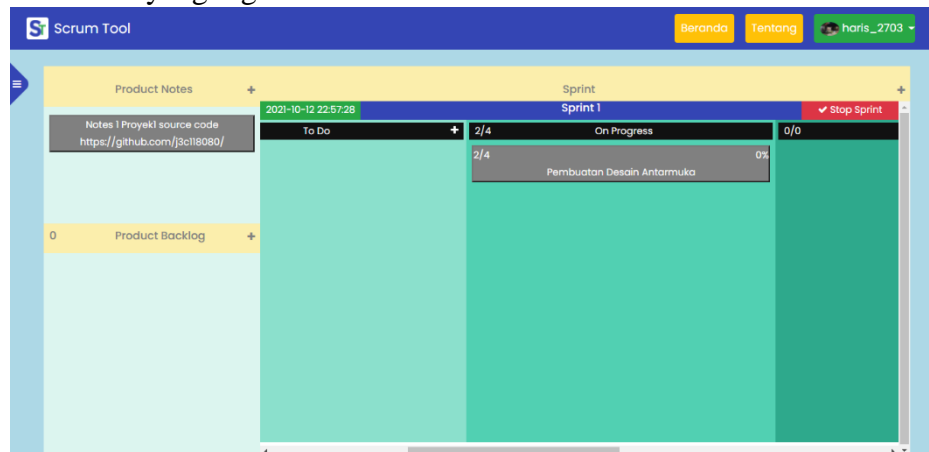 Sr Scrum Tool
Beranda
Tentang
haris_2703
Product Notes +
Notes 1 Proyek1 source code
https://github.com/j3c118080/
0 Product Backlog +
Sprint +
2021-10-12 22:57:28
Sprint 1
Stop Sprint
To Do +
2/4 On Progress
2/4 0%
Pembuatan Desain Antarmuka
0/0